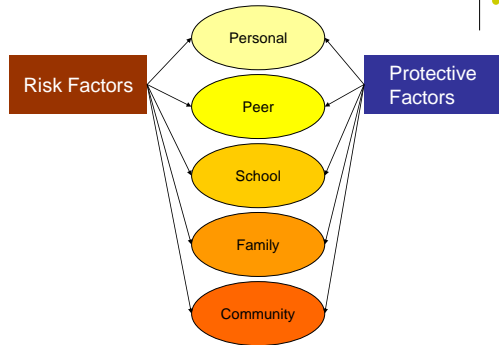 Personal
Risk Factors
Protective
Factors
Peer
School
Family
Community